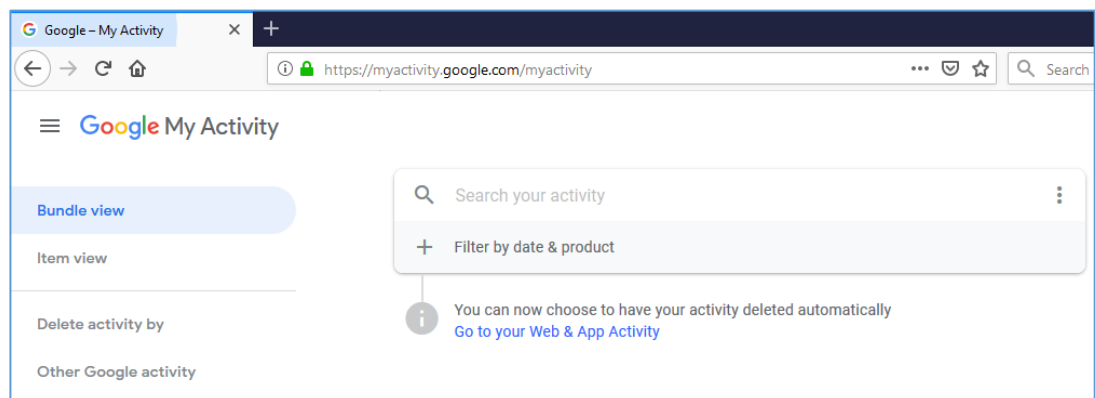 Google – My Activity
https://myactivity.google.com/myactivity
Search
Google My Activity
Bundle view
Item view
Delete activity by
Other Google activity
Search your activity
Filter by date & product
You can now choose to have your activity deleted automatically
Go to your Web & App Activity